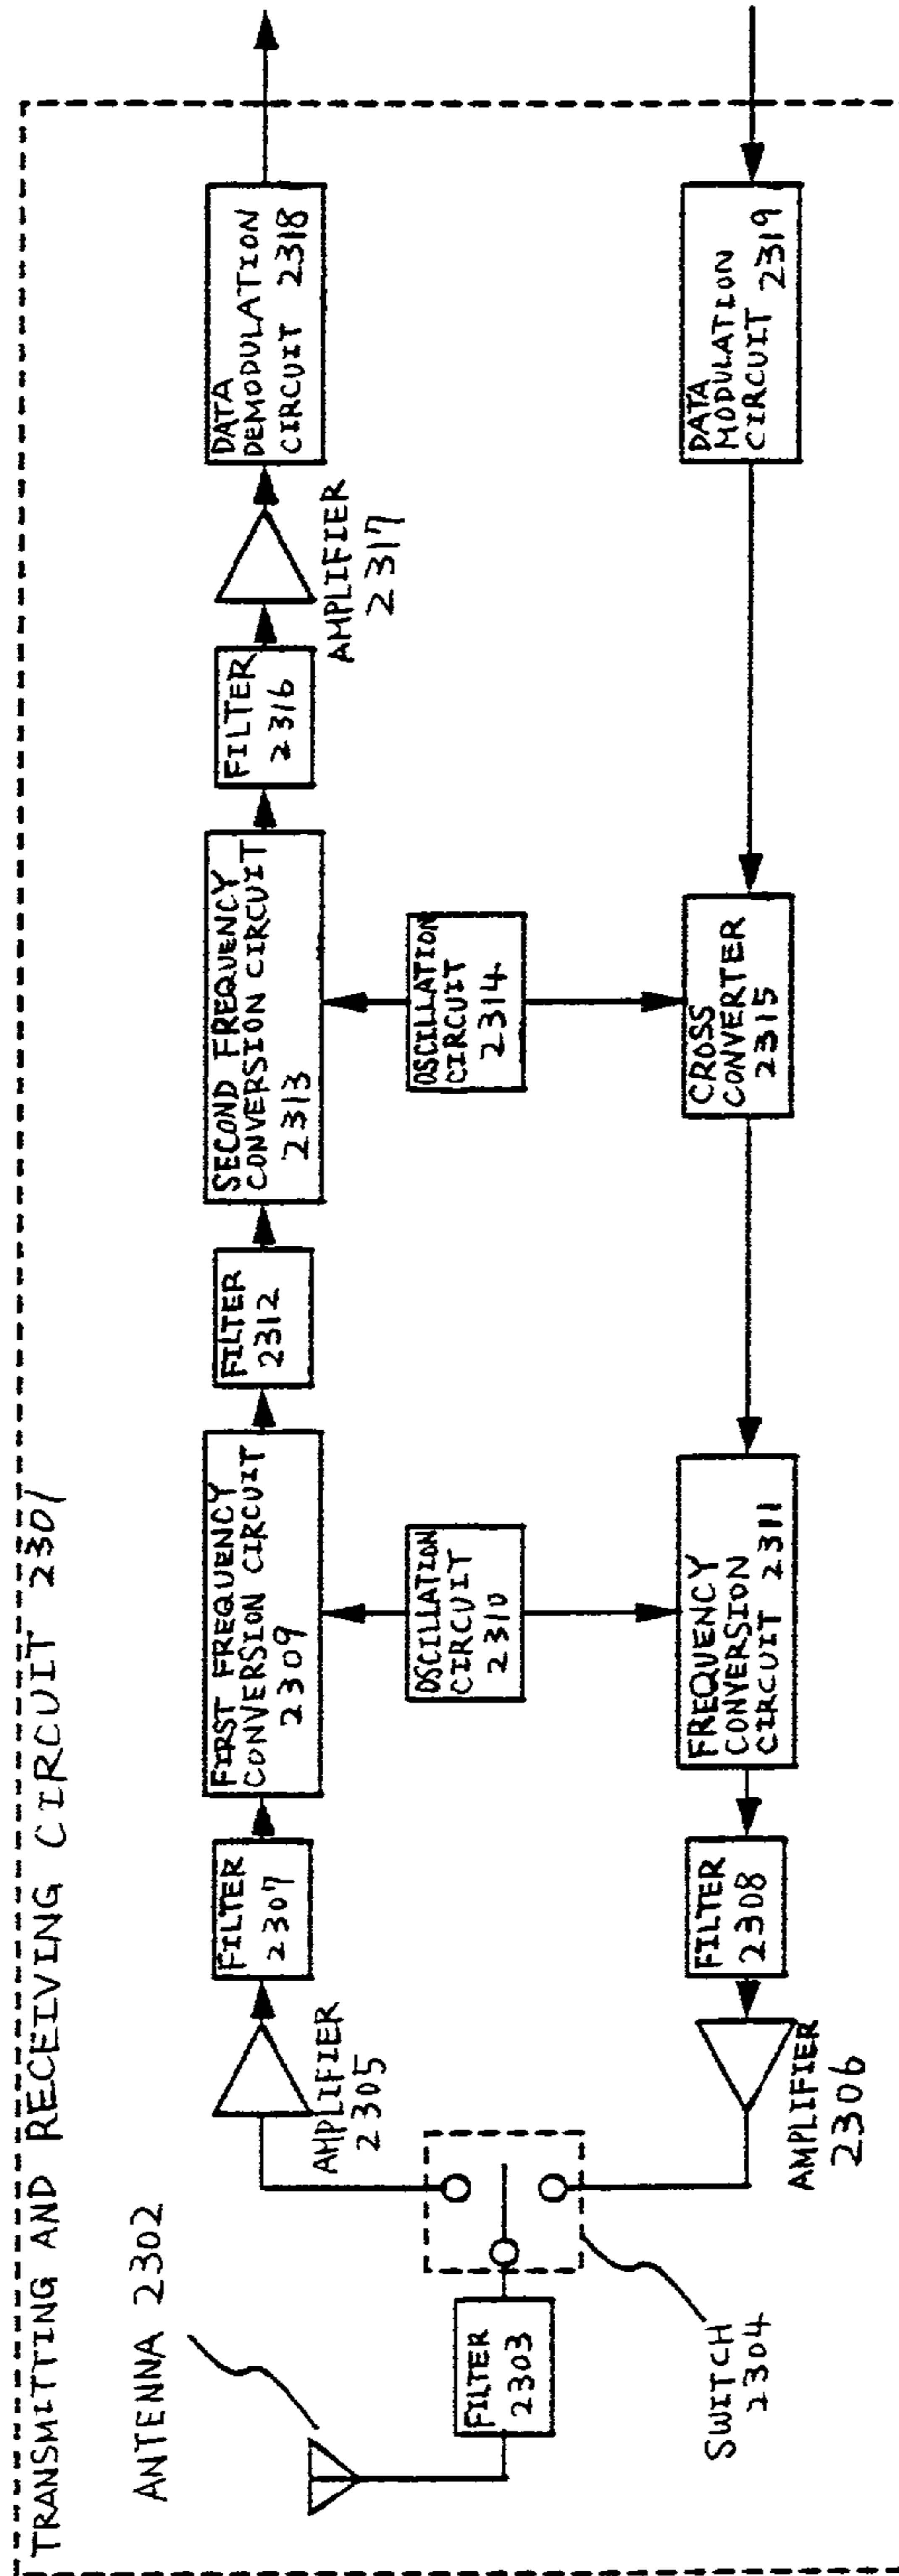 TRANSMITTING AND RECEIVING CIRCUIT 2301
ANTENNA 2302
FILTER
2303
SWITCH
2304
AMPLIFIER
2305
FILTER
2307
FIRST FREQUENCY
CONVERSION CIRCUIT
2309
FILTER
2312
SECOND FREQUENCY
CONVERSION CIRCUIT
2313
FILTER
2316
AMPLIFIER
2317
DATA
DEMODULATION
CIRCUIT 2318
OSCILLATION
CIRCUIT
2310
OSCILLATION
CIRCUIT
2314
AMPLIFIER
2306
FILTER
2308
FREQUENCY
CONVERSION
CIRCUIT 2311
CROSS
CONVERTER
2315
DATA
MODULATION
CIRCUIT 2319